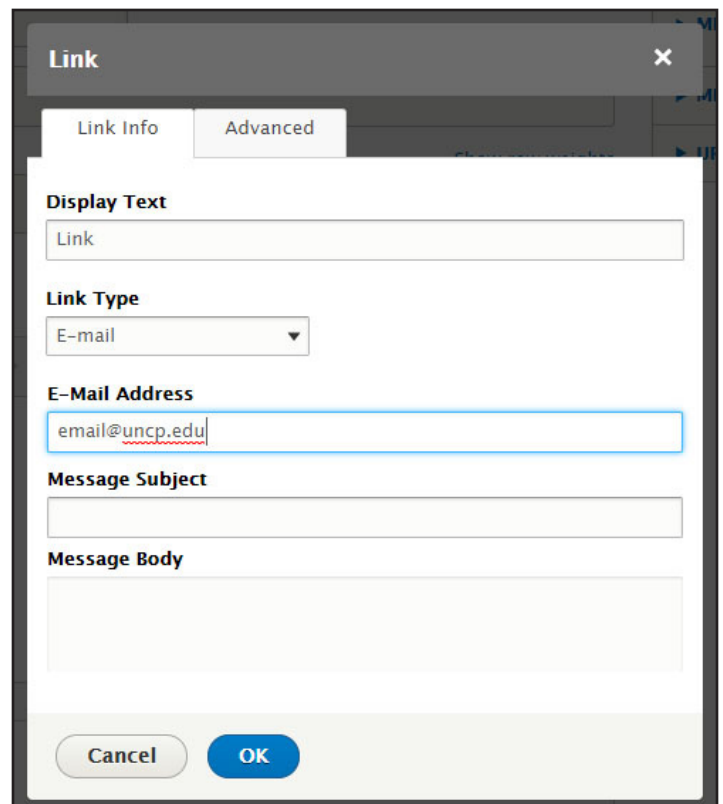 Link
Link Info
Advanced
Display Text
Link
Link Type
E-mail
E-Mail Address
email@uncp.edu
Message Subject
Message Body
Cancel
OK